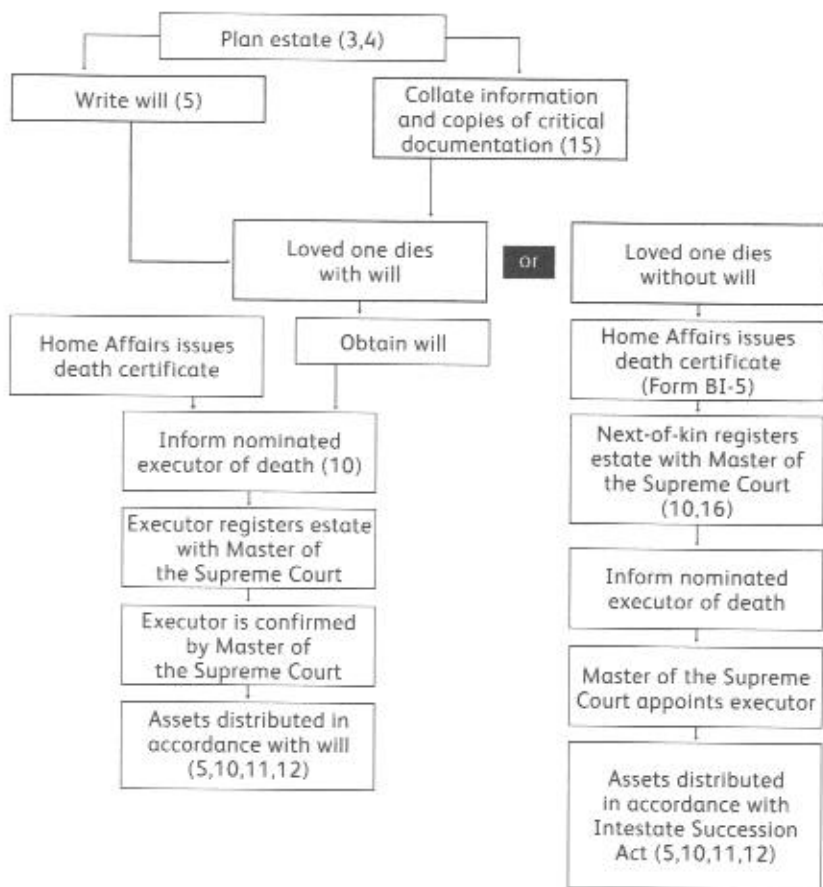 Plan estate (3,4)
Write will (5)
Collate information
and copies of critical
documentation (15)
Loved one dies
with will
or
Loved one dies
without will
Home Affairs issues
death certificate
Obtain will
Home Affairs issues
death certificate
(Form BI-5)
Inform nominated
executor of death (10)
Next-of-kin registers
estate with Master of
the Supreme Court
(10,16)
Executor registers estate
with Master of
the Supreme Court
Inform nominated
executor of death
Executor is confirmed
by Master of
the Supreme Court
Master of the Supreme
Court appoints executor
Assets distributed in
accordance with will
(5,10,11,12)
Assets distributed
in accordance with
Intestate Succession
Act (5,10,11,12)